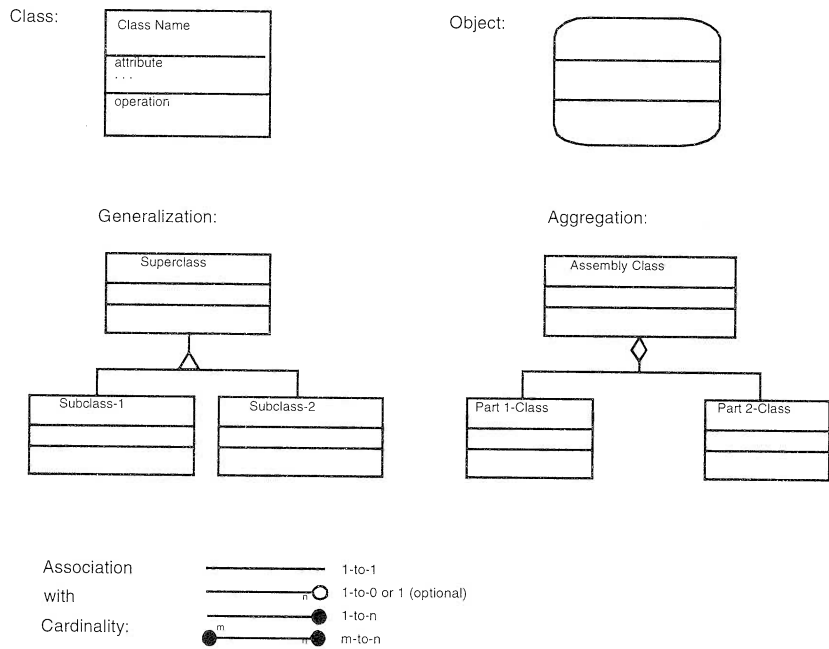 Class:
Class Name
attribute
. . .
operation
Object:
Generalization:
Superclass
Subclass-1
Subclass-2
Aggregation:
Assembly Class
Part 1-Class
Part 2-Class
Association
with
Cardinality:
1-to-1
n
1-to-0 or 1 (optional)
1-to-n
m
n
m-to-n